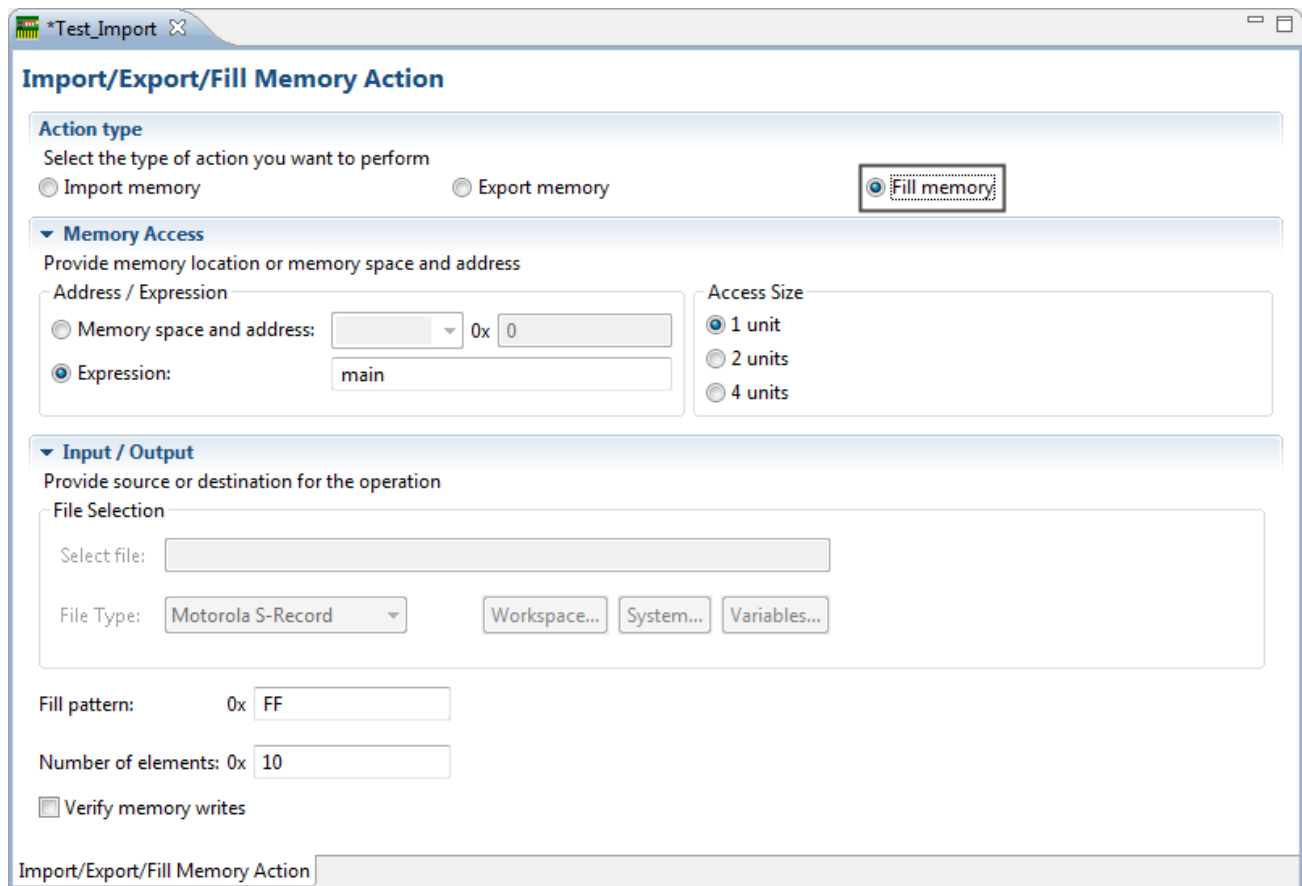 *Test_Import
Import/Export/Fill Memory Action
Action type
Select the type of action you want to perform
Import memory Export memory Fill memory
Memory Access
Provide memory location or memory space and address
Address / Expression Access Size
Memory space and address: 0x 0 1 unit
2 units
Expression: main
4 units
Input / Output
Provide source or destination for the operation
File Selection
Select file:
File Type: Motorola S-Record Workspace... System... Variables...
Fill pattern: 0x FF
Number of elements: 0x 10
Verify memory writes
Import/Export/Fill Memory Action